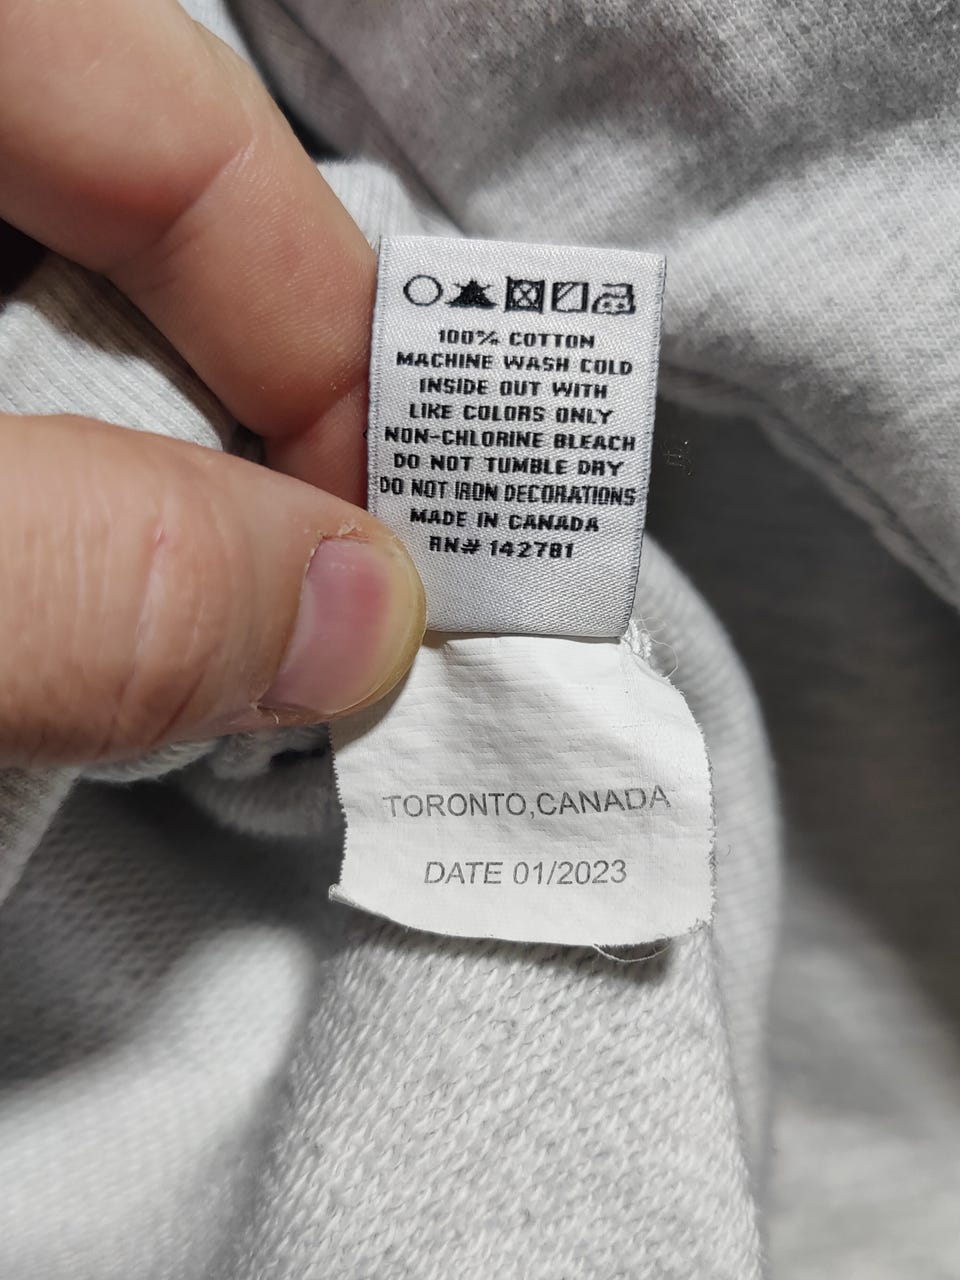 100% COTTON
MACHINE WASH COLD
INSIDE OUT WITH
LIKE COLORS ONLY
NON-CHLORINE BLEACH
DO NOT TUMBLE DRY
DO NOT IRON DECORATIONS
MADE IN CANADA
RN# 142781
TORONTO,CANADA
DATE 01/2023